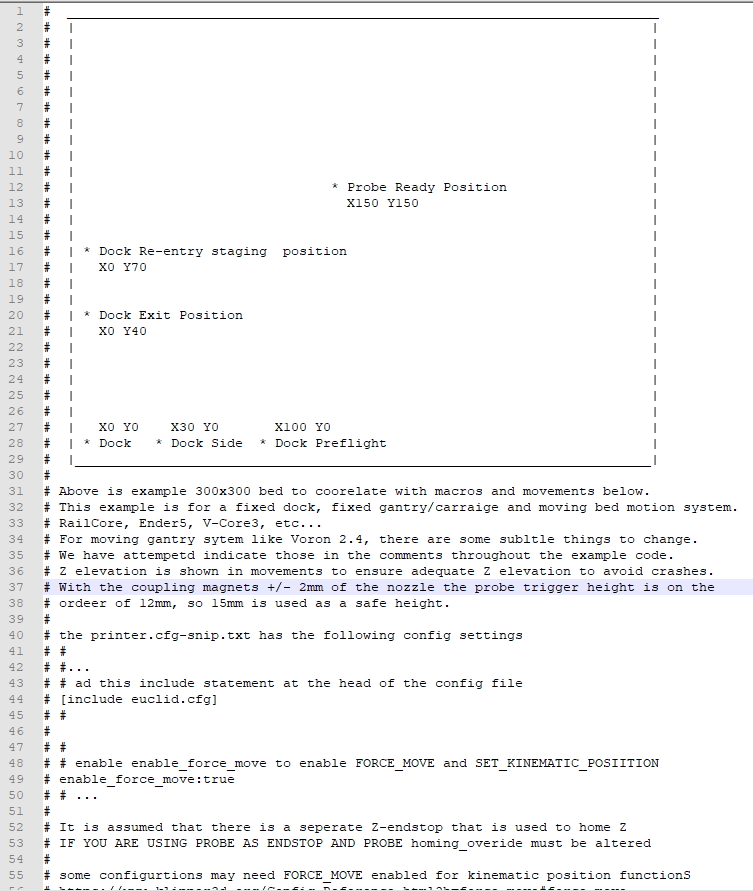 1 # ______________________________________________________________
2 # | |
3 # | |
4 # | |
5 # | |
6 # | |
7 # | |
8 # | |
9 # | |
10 # | |
11 # | |
12 # | * Probe Ready Position |
13 # | X150 Y150 |
14 # | |
15 # | |
16 # | * Dock Re-entry staging  position |
17 # | X0 Y70 |
18 # | |
19 # | |
20 # | * Dock Exit Position |
21 # | X0 Y40 |
22 # | |
23 # | |
24 # | |
25 # | |
26 # | |
27 # | X0 Y0 X30 Y0 X100 Y0 |
28 # | * Dock * Dock Side * Dock Preflight |
29 # |______________________________________________________________|
30 #
31 # Above is example 300x300 bed to coorelate with macros and movements below.
32 # This example is for a fixed dock, fixed gantry/carraige and moving bed motion system.
33 # RailCore, Ender5, V-Core3, etc...
34 # For moving gantry sytem like Voron 2.4, there are some subltle things to change.
35 # We have attempetd indicate those in the comments throughout the example code.
36 # Z elevation is shown in movements to ensure adequate Z elevation to avoid crashes.
37 # With the coupling magnets +/- 2mm of the nozzle the probe trigger height is on the
38 # ordeer of 12mm, so 15mm is used as a safe height.
39 #
40 # the printer.cfg-snip.txt has the following config settings
41 # #
42 # #...
43 # # ad this include statement at the head of the config file
44 # [include euclid.cfg]
45 # #
46 #
47 # #
48 # # enable enable_force_move to enable FORCE_MOVE and SET_KINEMATIC_POSIITION
49 # enable_force_move:true
50 # # ...
51 #
52 # It is assumed that there is a seperate Z-endstop that is used to home Z
53 # IF YOU ARE USING PROBE AS ENDSTOP AND PROBE homing_overide must be altered
54 #
55 # some configurtions may need FORCE_MOVE enabled for kinematic position functionS